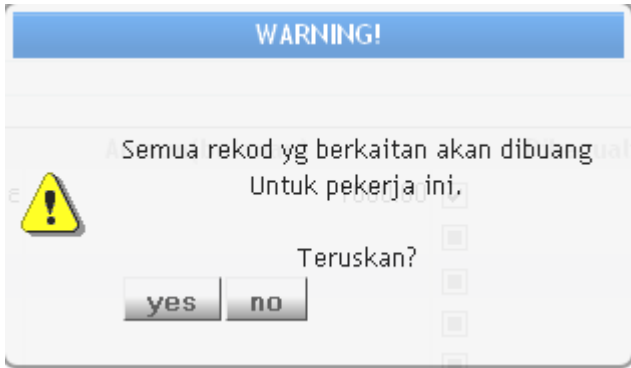 WARNING!
Semua rekod yg berkaitan akan dibuang
Untuk pekerja ini.
Teruskan?
yes no